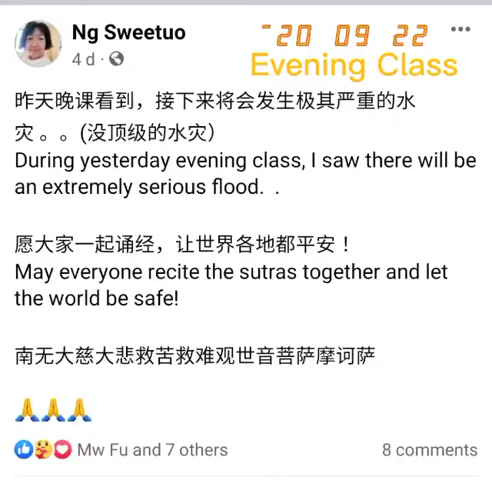 Ng Sweetuo
4 d ·
20 09 22
Evening Class
昨天晚课看到，接下来将会发生极其严重的水
灾 。。(没顶级的水灾）
During yesterday evening class, I saw there will be
an extremely serious flood.  .
愿大家一起诵经，让世界各地都平安 ！
May everyone recite the sutras together and let
the world be safe!
南无大慈大悲救苦救难观世音菩萨摩诃萨
🙏🙏🙏
Mw Fu and 7 others
8 comments